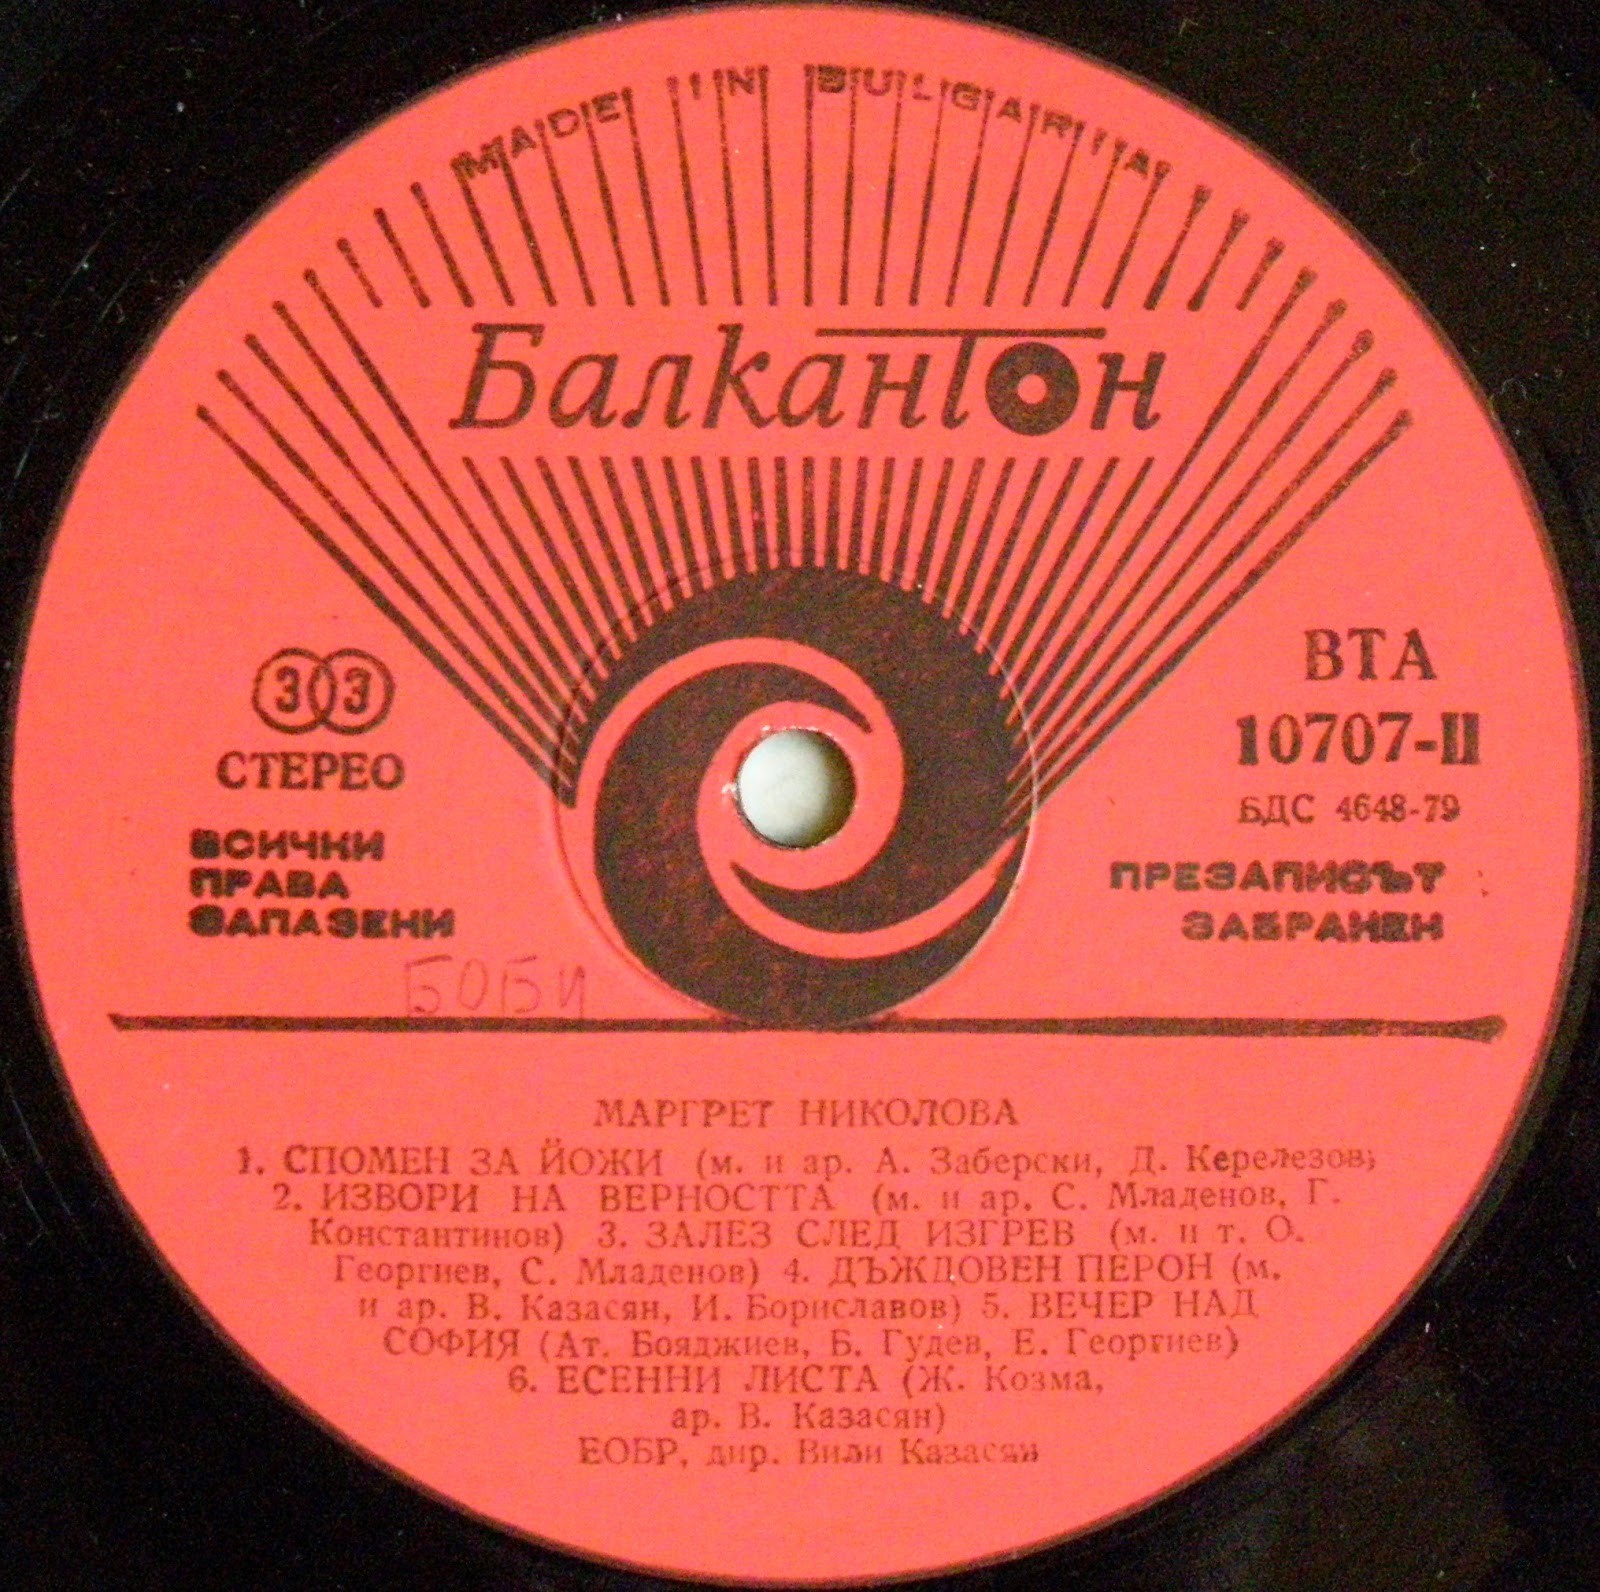 MADE IN BULGARIA
Балкантон
33
СТЕРЕО
ВСИЧКИ
ПРАВА
ЗАПАЗЕНИ
ВТА
10707-II
БДС 4648-79
ПРЕЗАПИСЪТ
ЗАБРАНЕН
БОБИ
МАРГРЕТ НИКОЛОВА
1. СПОМЕН ЗА ЙОЖИ (м. и ар. А. Заберски, Д. Керелезов)
2. ИЗВОРИ НА ВЕРНОСТТА (м. и ар. С. Младенов, Г.
Константинов) 3. ЗАЛЕЗ СЛЕД ИЗГРЕВ (м. и т. О.
Георгиев, С. Младенов) 4. ДЪЖДОВЕН ПЕРОН (м.
и ар. В. Казасян, И. Бориславов) 5. ВЕЧЕР НАД
СОФИЯ (Ат. Бояджиев, Б. Гудев, Е. Георгиев)
6. ЕСЕННИ ЛИСТА (Ж. Козма,
ар. В. Казасян)
ЕОБР, дир. Вили Казасян